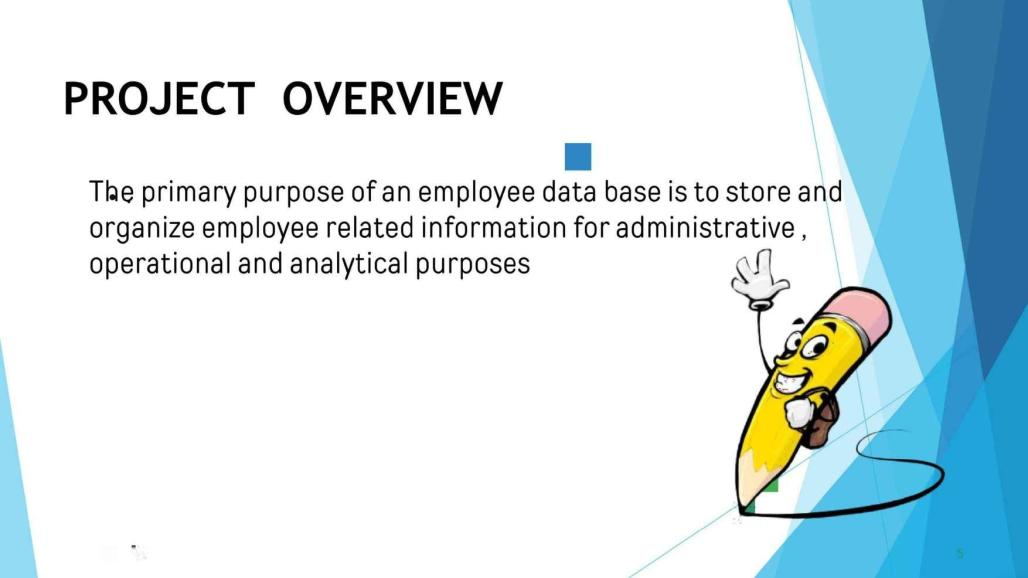 PROJECT OVERVIEW
The primary purpose of an employee data base is to store and
organize employee related information for administrative ,
operational and analytical purposes
5